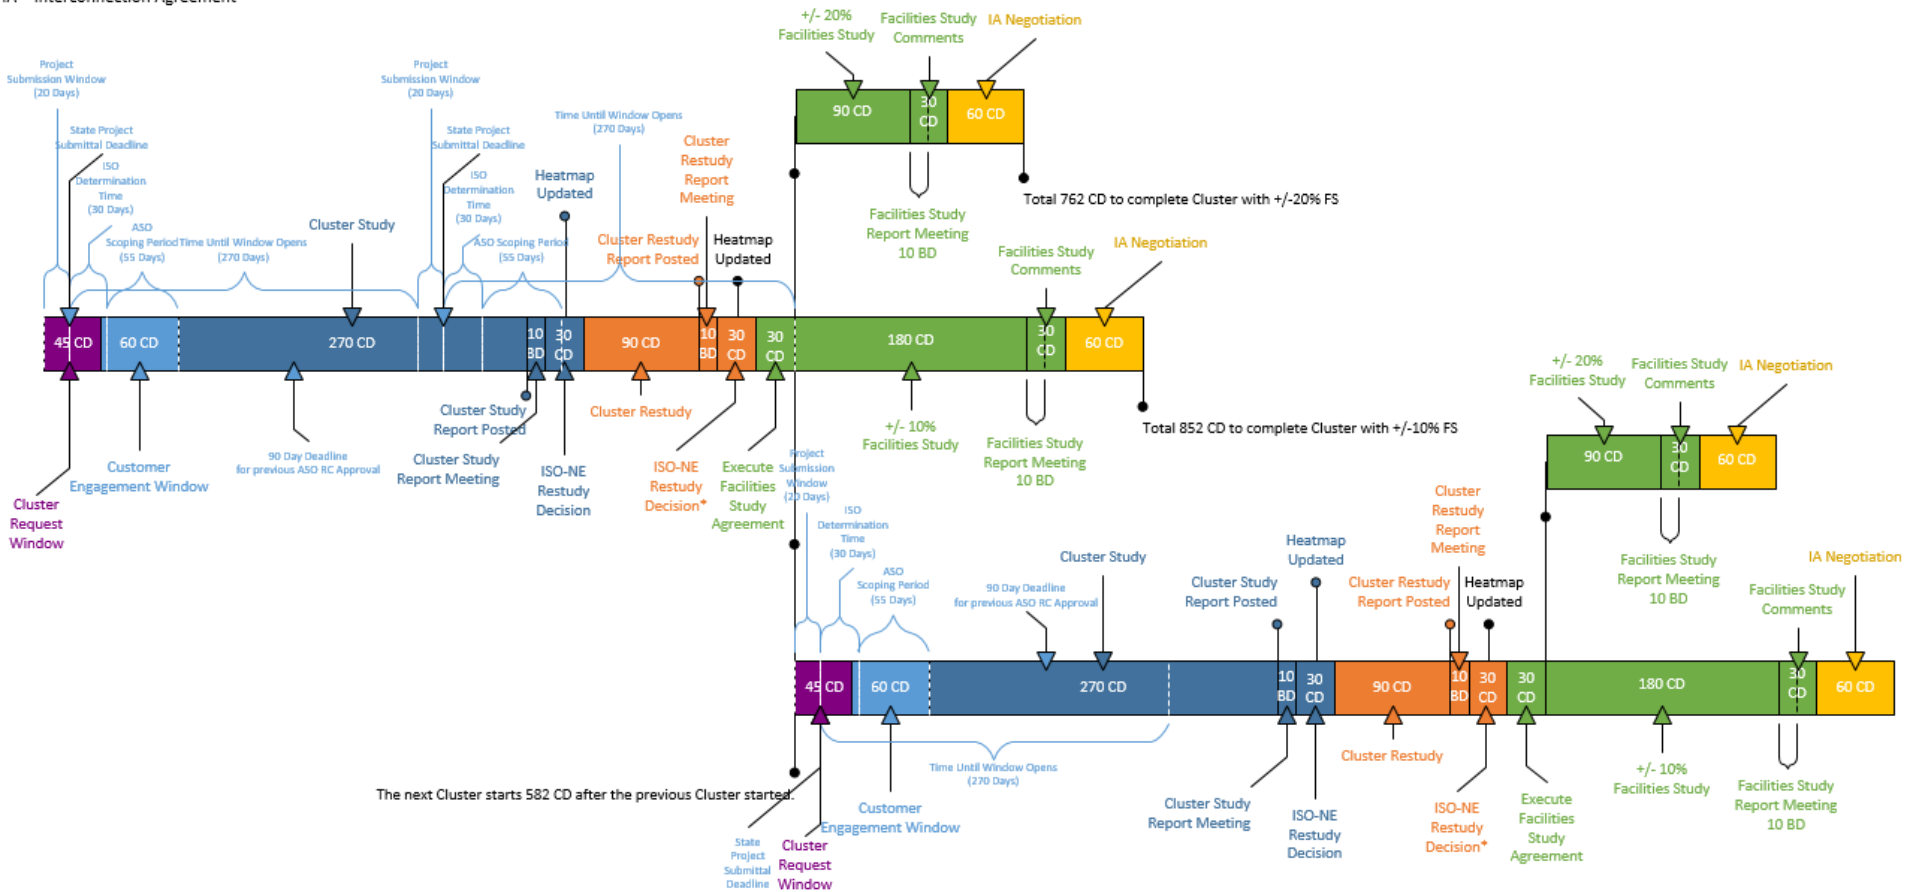 Interconnection Agreement
+/- 20%
Facilities Study
Facilities Study
Comments
IA Negotiation
90 CD
30
CD
60 CD
Facilities Study
Report Meeting
10 BD
Total 762 CD to complete Cluster with +/-20% FS
Project
Submission Window
(20 Days)
State Project
Submittal Deadline
ISO
Determination
Time
(30 Days)
ASO
Scoping Period
(55 Days)
Time Until Window Opens
(270 Days)
Cluster Study
Project
Submission Window
(20 Days)
State Project
Submittal Deadline
ISO
Determination
Time
(30 Days)
ASO Scoping Period
(55 Days)
Heatmap
Updated
Time Until Window Opens
(270 Days)
Cluster Restudy
Report Posted
Cluster
Restudy
Report
Meeting
Heatmap
Updated
Facilities Study
Comments
IA Negotiation
45 CD
60 CD
270 CD
10
BD
30
CD
90 CD
10
BD
30
CD
30
CD
180 CD
30
CD
60 CD
Cluster
Request
Window
Customer
Engagement Window
90 Day Deadline
for previous ASO RC Approval
Cluster Study
Report Posted
Cluster Study
Report Meeting
ISO-NE
Restudy
Decision
Cluster Restudy
ISO-NE
Restudy
Decision*
Execute
Facilities
Study
Agreement
+/- 10%
Facilities Study
Facilities Study
Report Meeting
10 BD
Total 852 CD to complete Cluster with +/-10% FS
+/- 20%
Facilities Study
Facilities Study
Comments
IA Negotiation
90 CD
30
CD
60 CD
Facilities Study
Report Meeting
10 BD
Project
Submission
Window
(20 Days)
ISO
Determination
Time
(30 Days)
ASO
Scoping Period
(55 Days)
90 Day Deadline
for previous ASO RC Approval
Cluster Study
Cluster Study
Report Posted
Heatmap
Updated
Cluster Restudy
Report Posted
Cluster
Restudy
Report
Meeting
Heatmap
Updated
Facilities Study
Comments
IA Negotiation
45 CD
60 CD
270 CD
10
BD
30
CD
90 CD
10
BD
30
CD
30
CD
180 CD
30
CD
60 CD
Time Until Window Opens
(270 Days)
The next Cluster starts 582 CD after the previous Cluster started.
State
Project
Submittal
Deadline
Cluster
Request
Window
Customer
Engagement Window
Cluster Study
Report Meeting
ISO-NE
Restudy
Decision
Cluster Restudy
ISO-NE
Restudy
Decision*
Execute
Facilities
Study
Agreement
+/- 10%
Facilities Study
Facilities Study
Report Meeting
10 BD